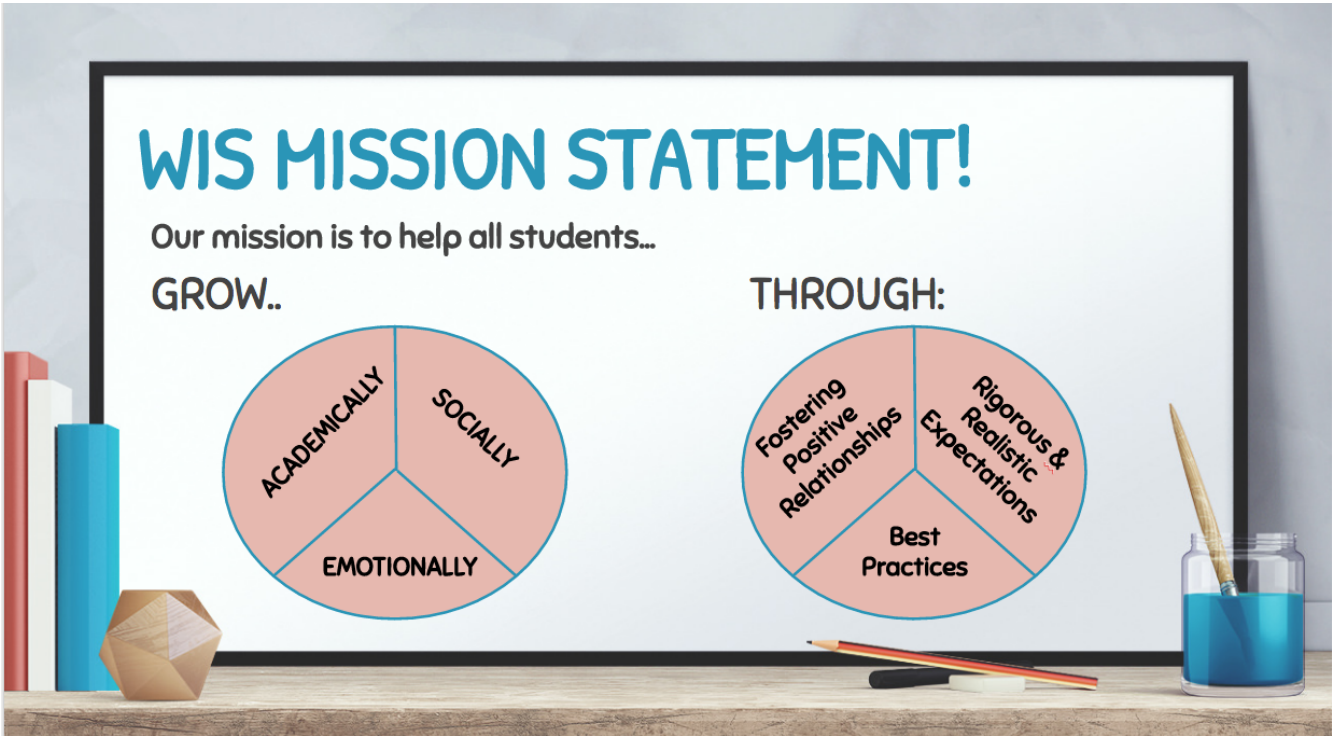 WIS MISSION STATEMENT!
Our mission is to help all students...
GROW..
ACADEMICALLY
SOCIALLY
EMOTIONALLY
THROUGH:
Fostering
Positive
Relationships
Rigorous &
Realistic
Expectations
Best
Practices